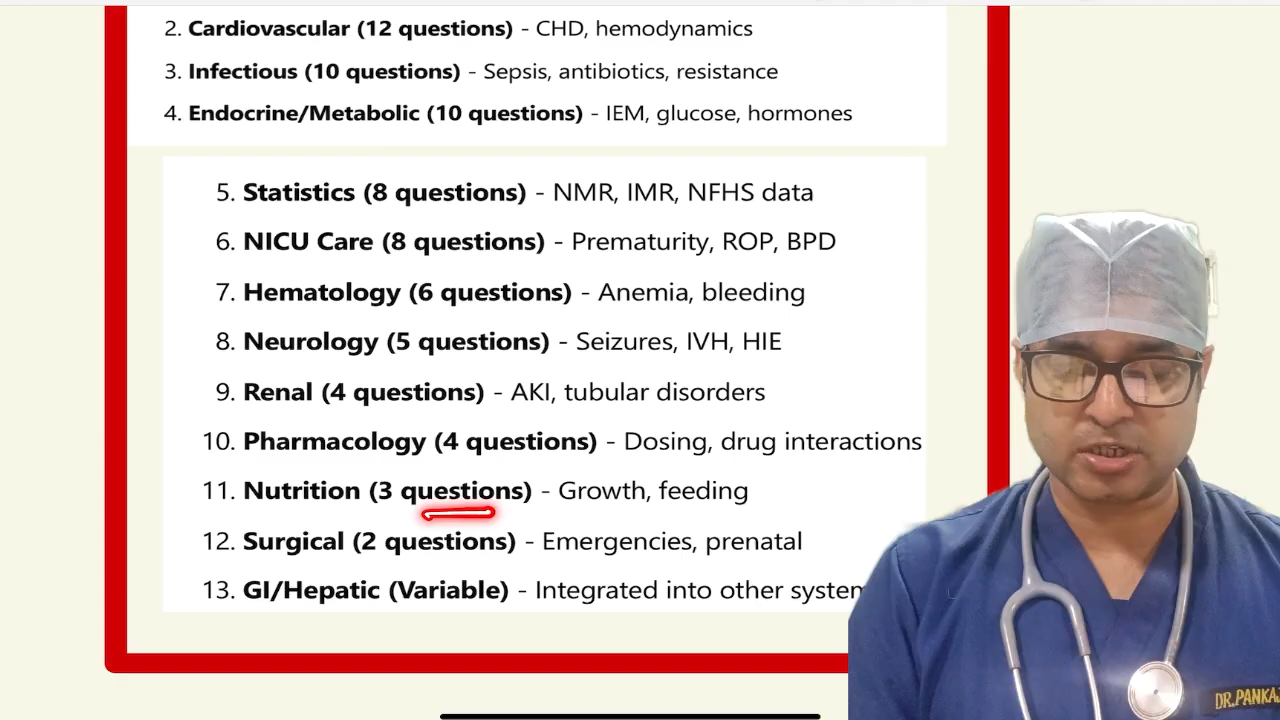 2. Cardiovascular (12 questions) - CHD, hemodynamics
3. Infectious (10 questions) - Sepsis, antibiotics, resistance
4. Endocrine/Metabolic (10 questions) - IEM, glucose, hormones
5. Statistics (8 questions) - NMR, IMR, NFHS data
6. NICU Care (8 questions) - Prematurity, ROP, BPD
7. Hematology (6 questions) - Anemia, bleeding
8. Neurology (5 questions) - Seizures, IVH, HIE
9. Renal (4 questions) - AKI, tubular disorders
10. Pharmacology (4 questions) - Dosing, drug interactions
11. Nutrition (3 questions) - Growth, feeding
12. Surgical (2 questions) - Emergencies, prenatal
13. GI/Hepatic (Variable) - Integrated into other system
DR.PANKA